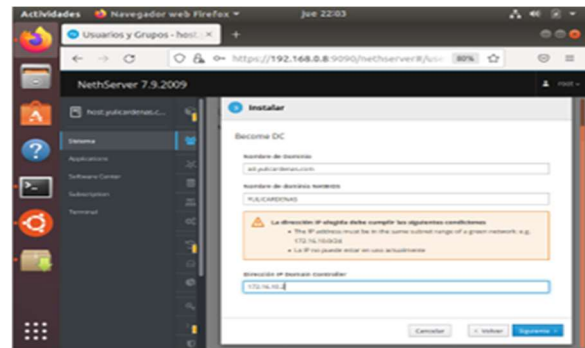 Actividades
Navegador web Firefox
jue 22:03
Usuarios y Grupos - host.
https://192.168.0.8:9090/nethserver#/us
80%
NethServer 7.9.2009
root
host.yulicardenas.c...
Sistema
Applications
Software Center
Subscription
Terminal
Instalar
Become DC
Nombre de Dominio
ad.yulicardenas.com
Nombre de dominio NetBIOS
YULICARDENAS
La dirección IP elegida debe cumplir las siguientes condiciones
The IP address must be in the same subnet range of a green network: e.g.
172.16.10.0/24
La IP no puede estar en uso actualmente
Dirección IP Domain Controller
172.16.10.2
Cancelar
< Volver
Siguiente >